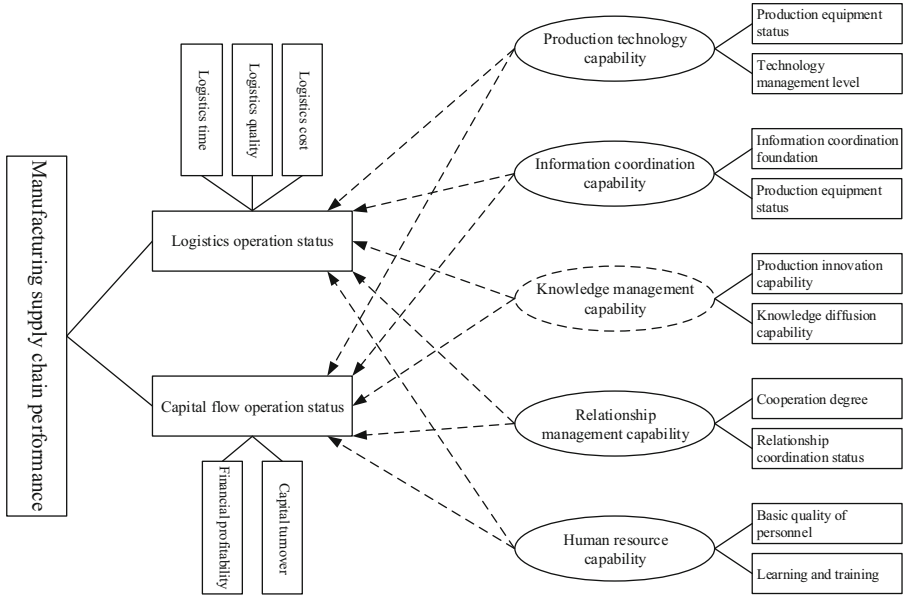 Manufacturing supply chain performance
Logistics time
Logistics quality
Logistics cost
Logistics operation status
Capital flow operation status
Financial profitability
Capital turnover
Production technology
capability
Information coordination
capability
Knowledge management
capability
Relationship
management capability
Human resource
capability
Production equipment
status
Technology
management level
Information coordination
foundation
Production equipment
status
Production innovation
capability
Knowledge diffusion
capability
Cooperation degree
Relationship
coordination status
Basic quality of
personnel
Learning and training